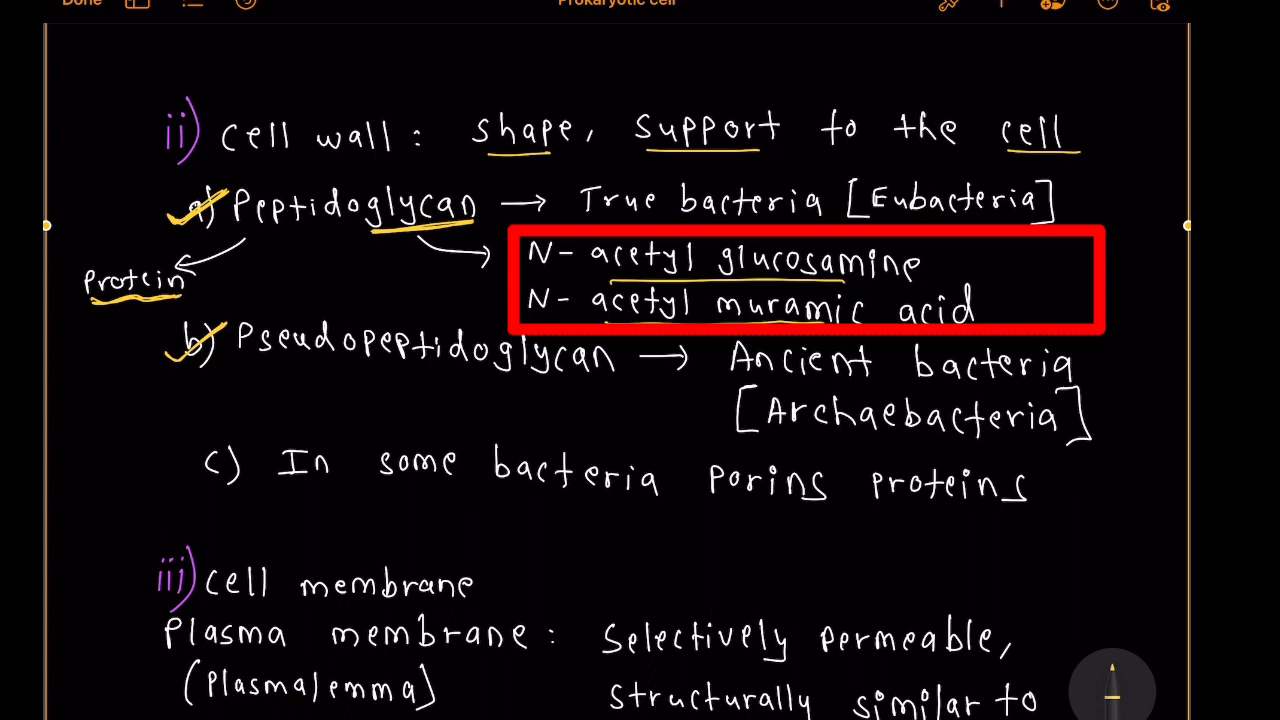 Done Prokaryotic cell
ii) Cell wall : shape, support to the cell
a) Peptidoglycan → True bacteria [Eubacteria]
N- acetyl glucosamine
Protein
N- acetyl muramic acid
b) Pseudopeptidoglycan → Ancient bacteria
[Archaebacteria]
c) In some bacteria Porins proteins
iii) Cell membrane
Plasma membrane : Selectively permeable,
(Plasmalemma) structurally similar to